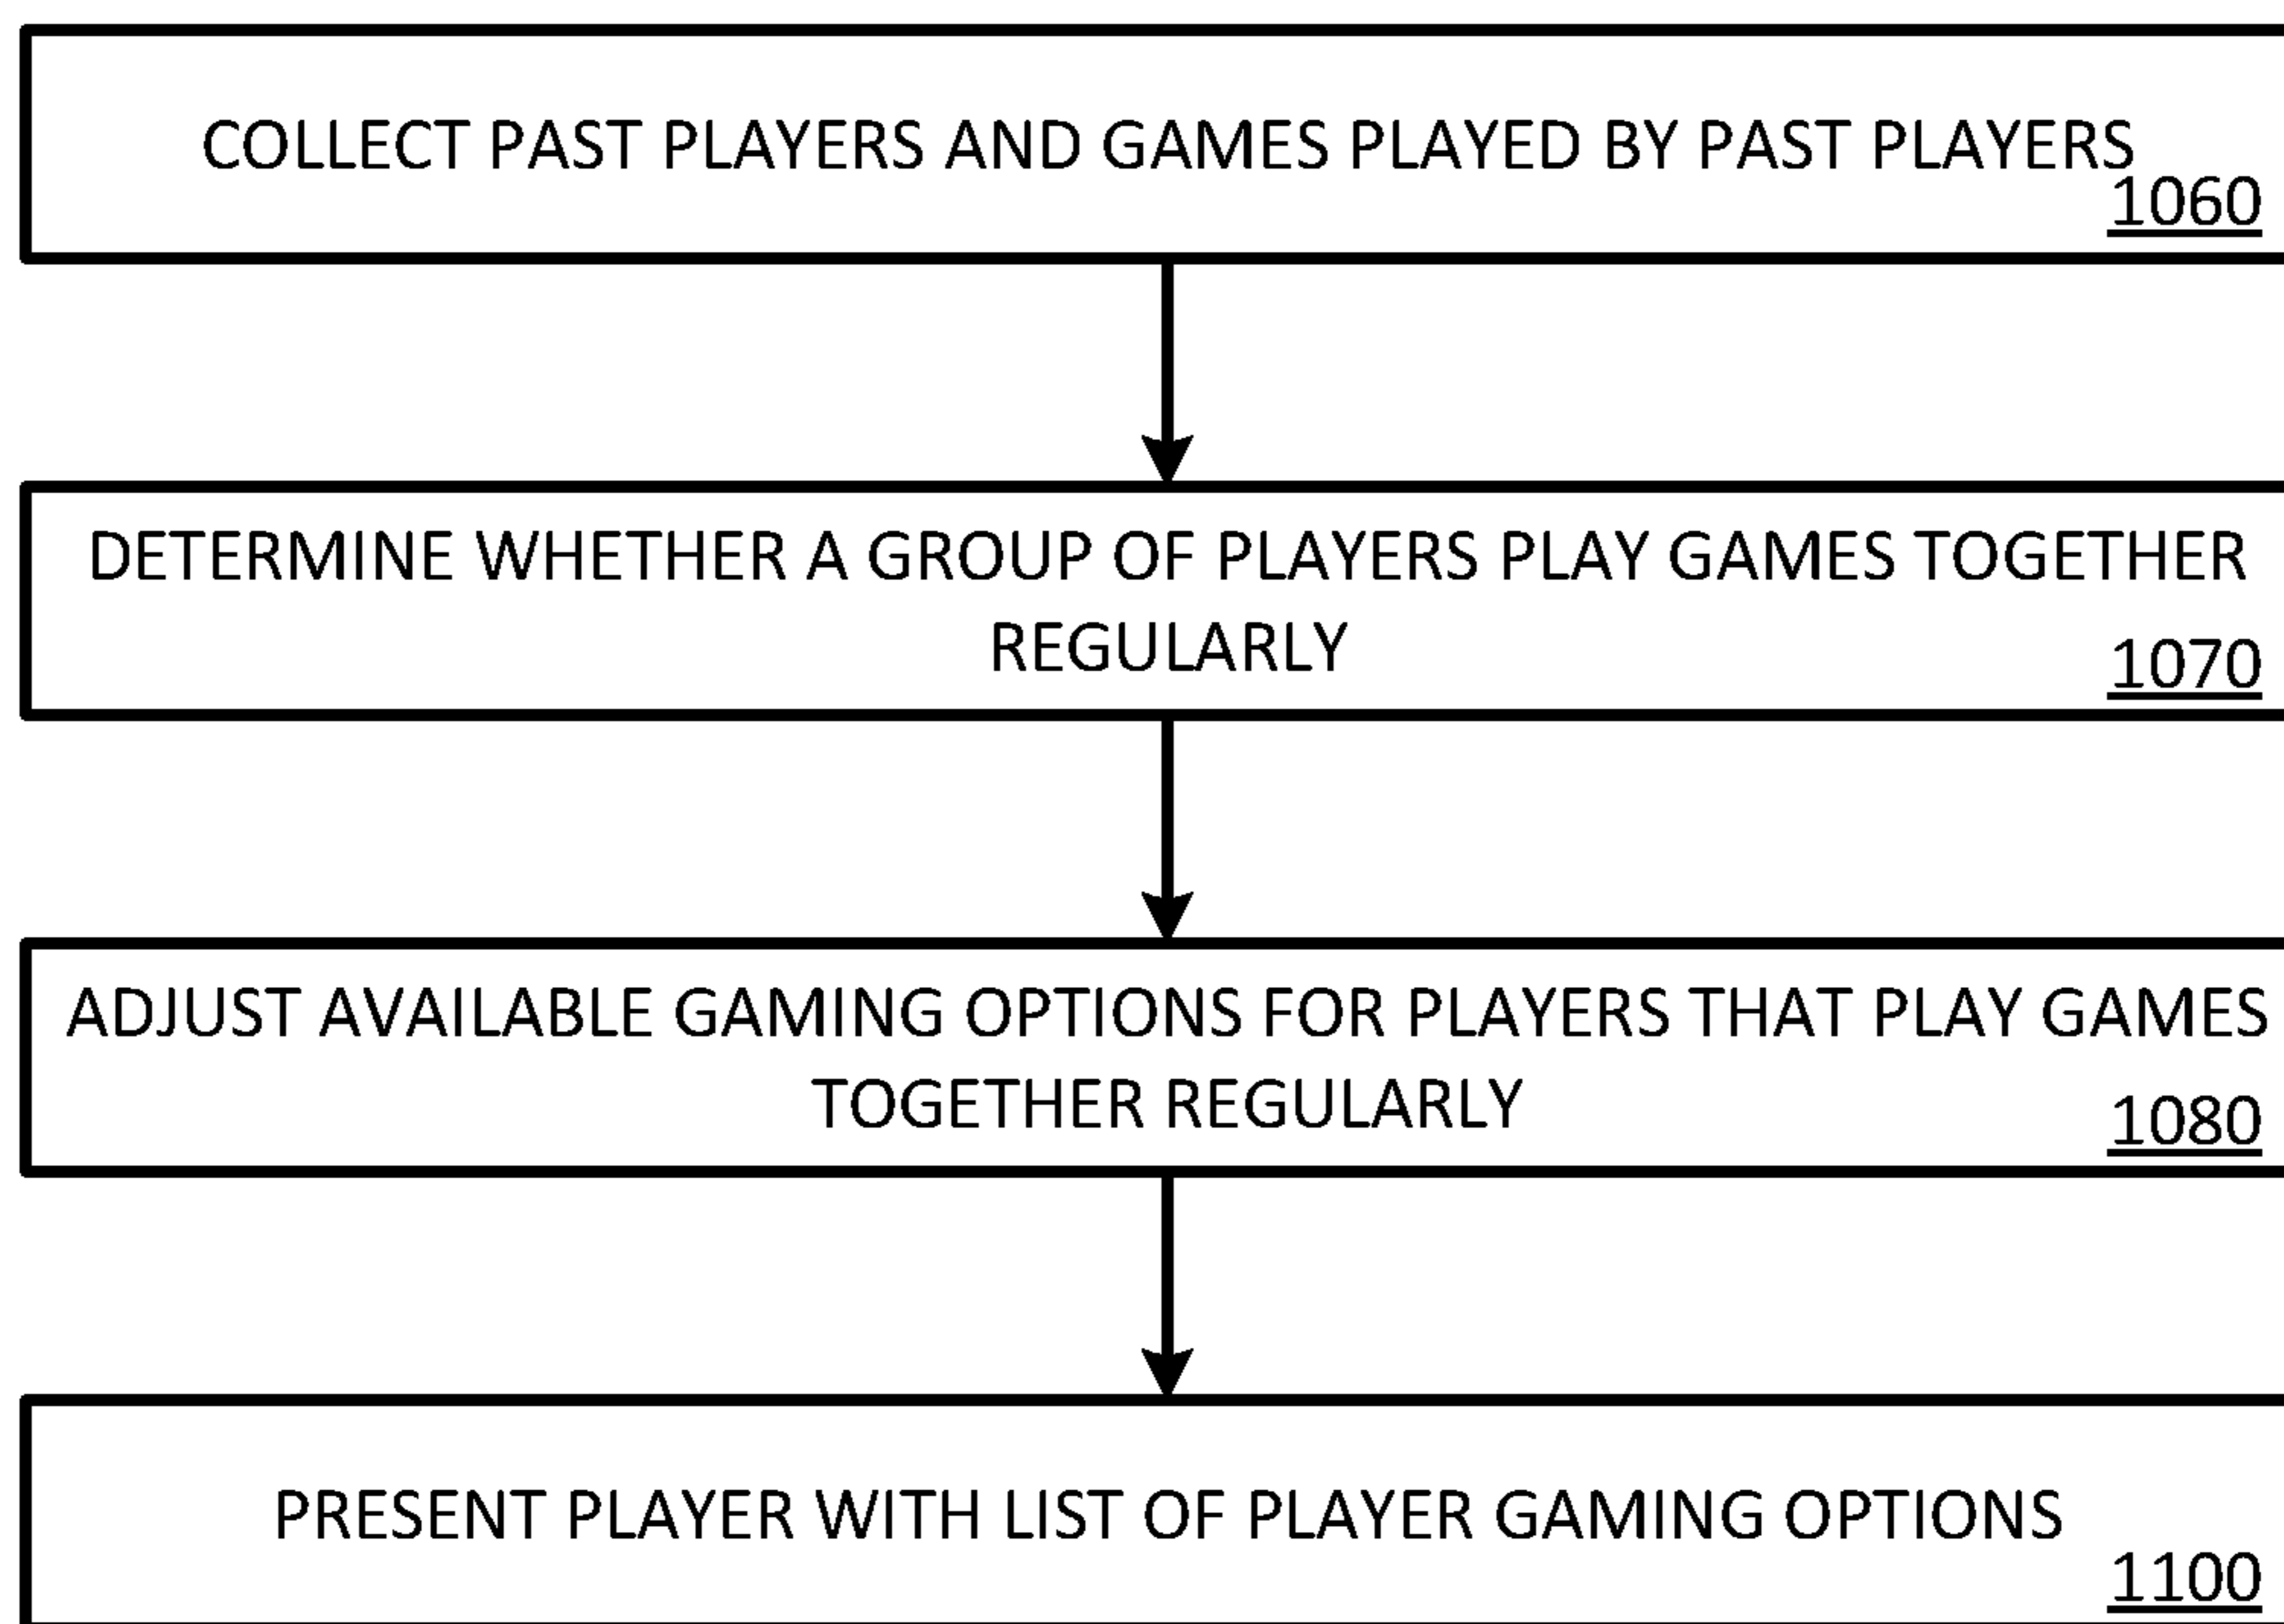 COLLECT PAST PLAYERS AND GAMES PLAYED BY PAST PLAYERS
1060
DETERMINE WHETHER A GROUP OF PLAYERS PLAY GAMES TOGETHER
REGULARLY
1070
ADJUST AVAILABLE GAMING OPTIONS FOR PLAYERS THAT PLAY GAMES
TOGETHER REGULARLY
1080
PRESENT PLAYER WITH LIST OF PLAYER GAMING OPTIONS
1100